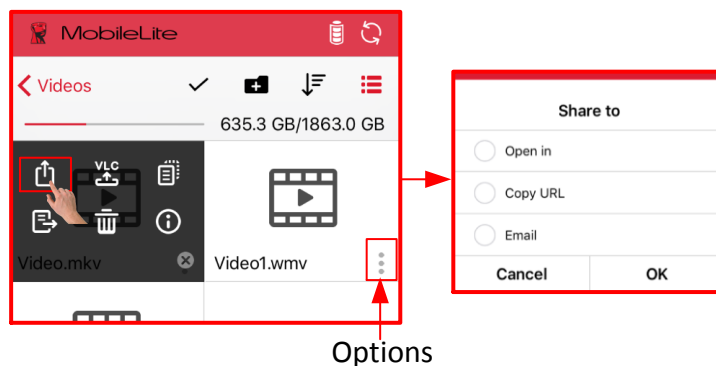 MobileLite
Videos
635.3 GB/1863.0 GB
VLC
Video.mkv
Video1.wmv
Options
Share to
Open in
Copy URL
Email
Cancel OK